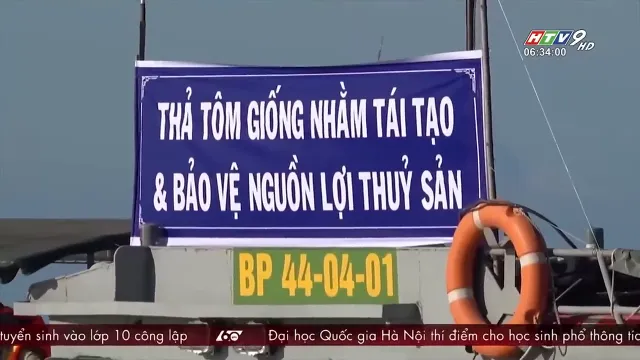 HTV9 HD
06:34:00
THẢ TÔM GIỐNG NHẰM TÁI TẠO
& BẢO VỆ NGUỒN LỢI THUỶ SẢN
BP 44-04-01
tuyển sinh vào lớp 10 công lập
60
Đại học Quốc gia Hà Nội thí điểm cho học sinh phổ thông